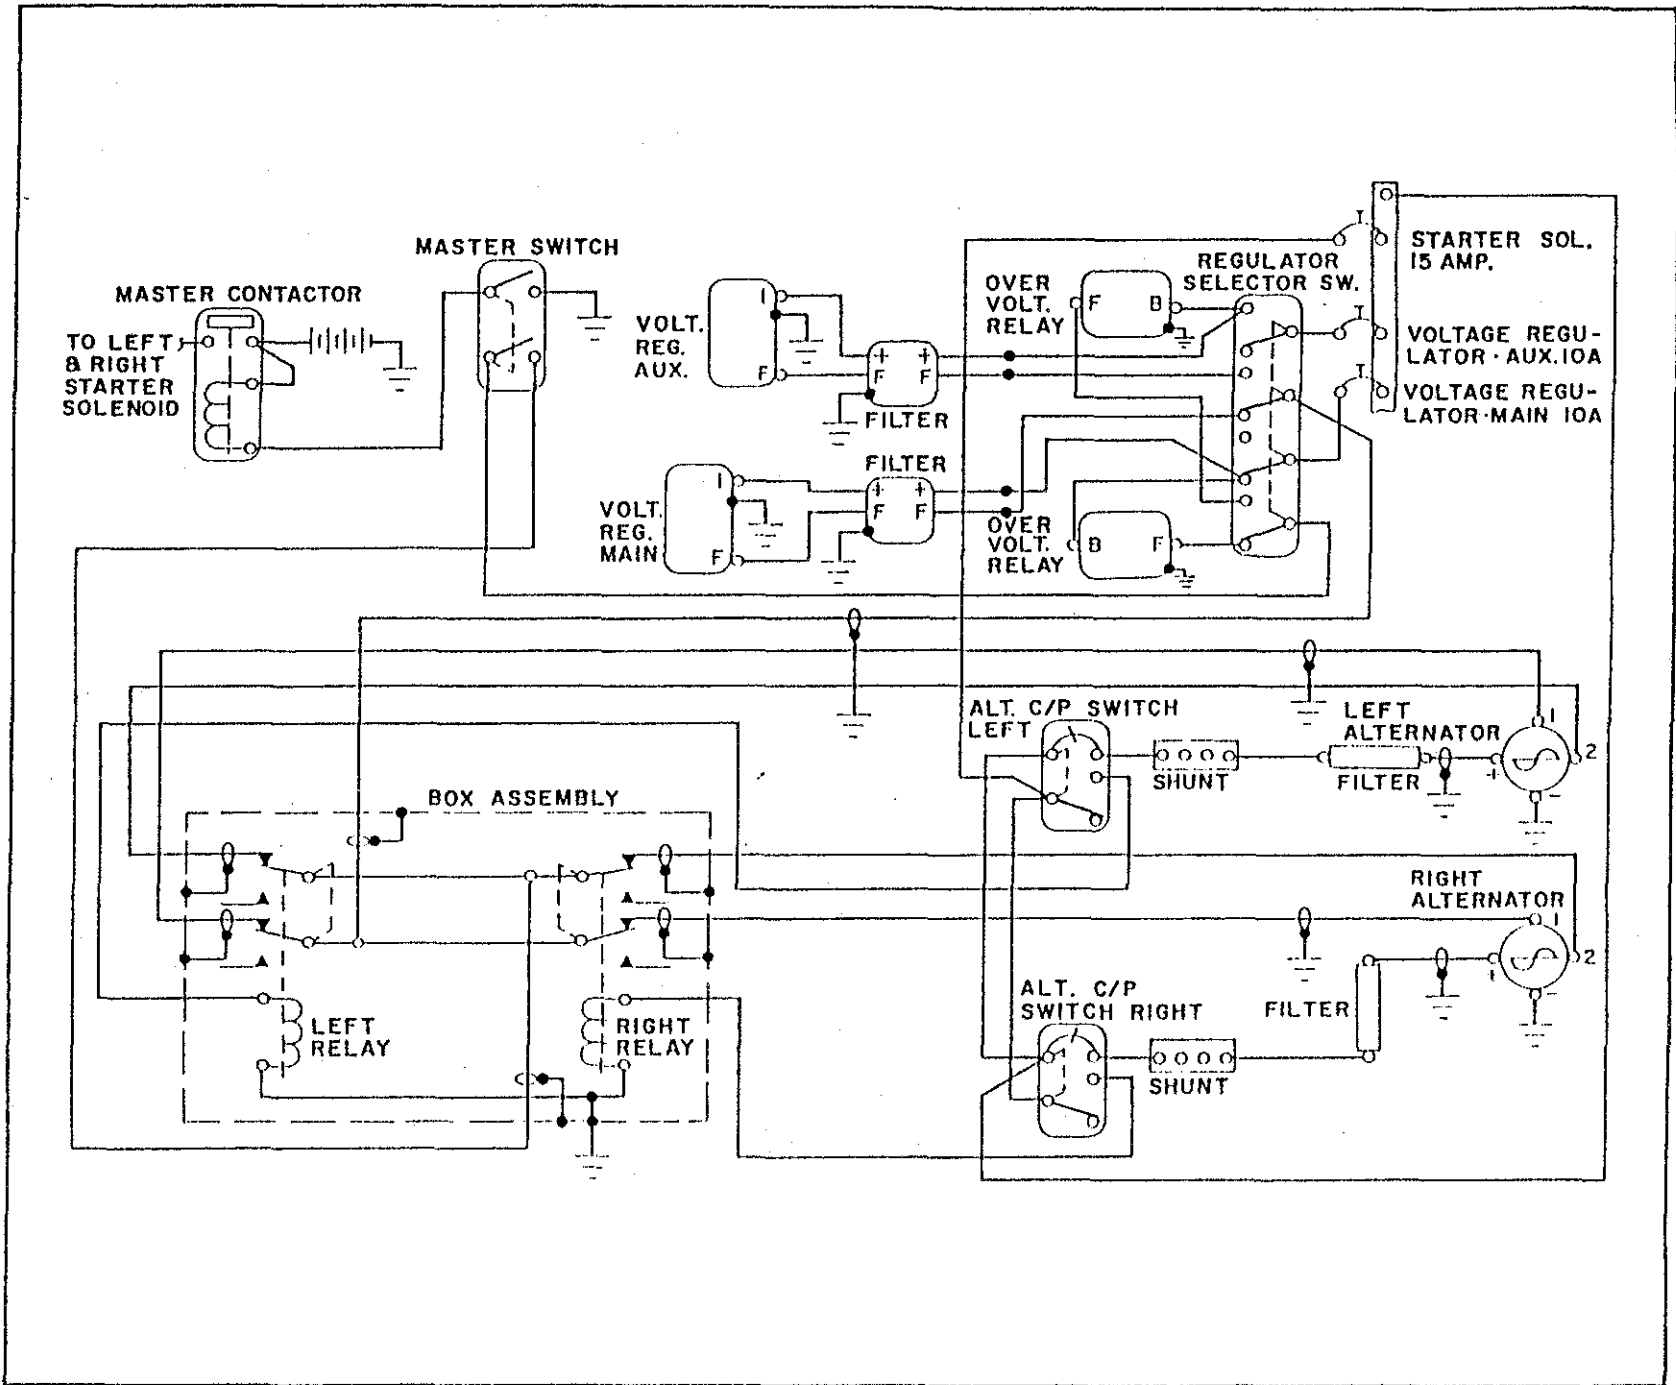 STARTER SOL.
15 AMP.
MASTER SWITCH
REGULATOR
SELECTOR SW.
MASTER CONTACTOR
OVER
VOLT.
RELAY
F B
VOLT.
REG.
AUX.
I
F
TO LEFT
& RIGHT
STARTER
SOLENOID
VOLTAGE REGU-
LATOR · AUX. 10A
+ +
F F
FILTER
VOLTAGE REGU-
LATOR · MAIN 10A
FILTER
+ +
F F
VOLT.
REG.
MAIN
I
F
OVER
VOLT.
RELAY
B F
ALT. C/P SWITCH
LEFT
SHUNT
FILTER
LEFT
ALTERNATOR
+
1
2
-
BOX ASSEMBLY
RIGHT
ALTERNATOR
+
1
2
-
ALT. C/P
SWITCH RIGHT
SHUNT
FILTER
LEFT
RELAY
RIGHT
RELAY